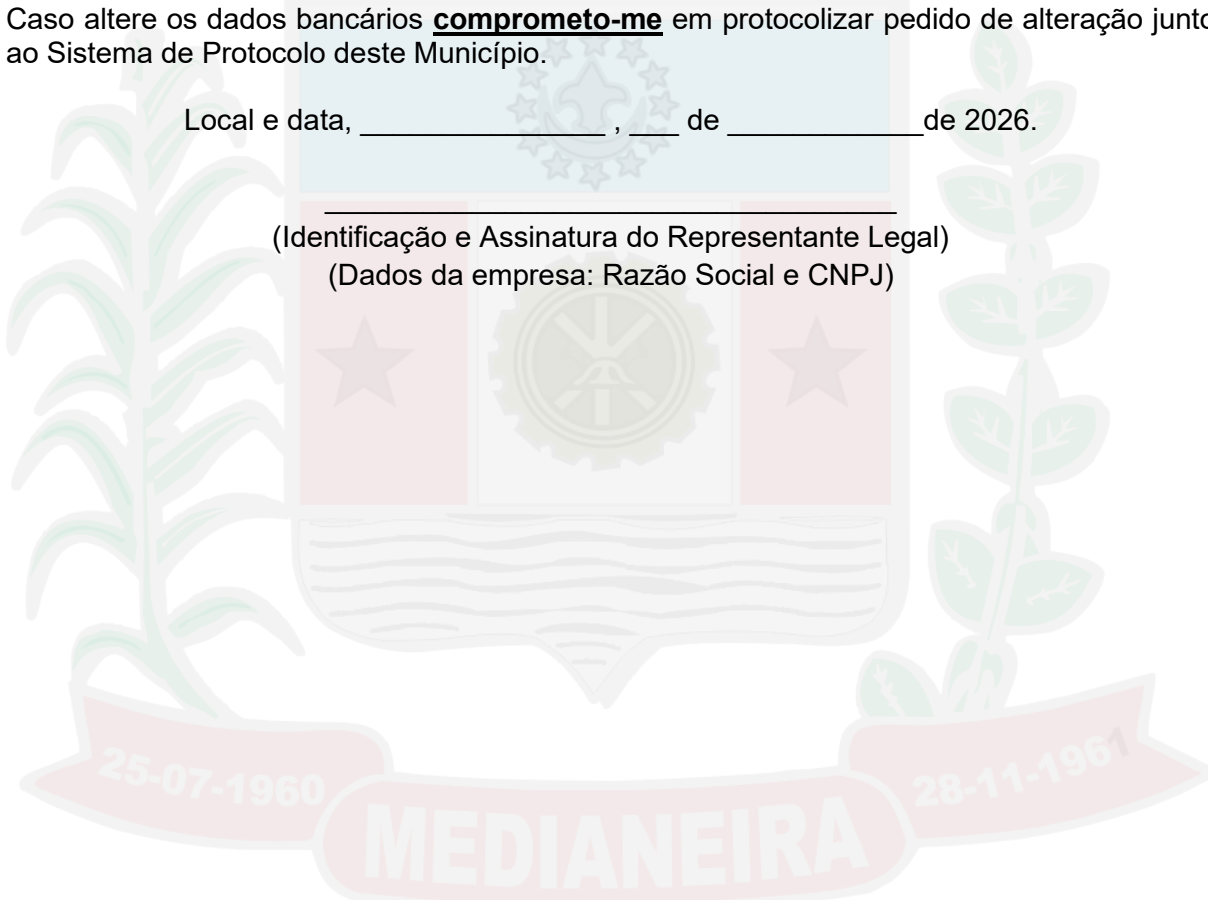 Caso altere os dados bancários comprometo-me em protocolizar pedido de alteração junto
ao Sistema de Protocolo deste Município.
Local e data, _______________ , ___ de ____________de 2026.
___________________________________
(Identificação e Assinatura do Representante Legal)
(Dados da empresa: Razão Social e CNPJ)
25-07-1960
28-11-1961
MEDIANEIRA